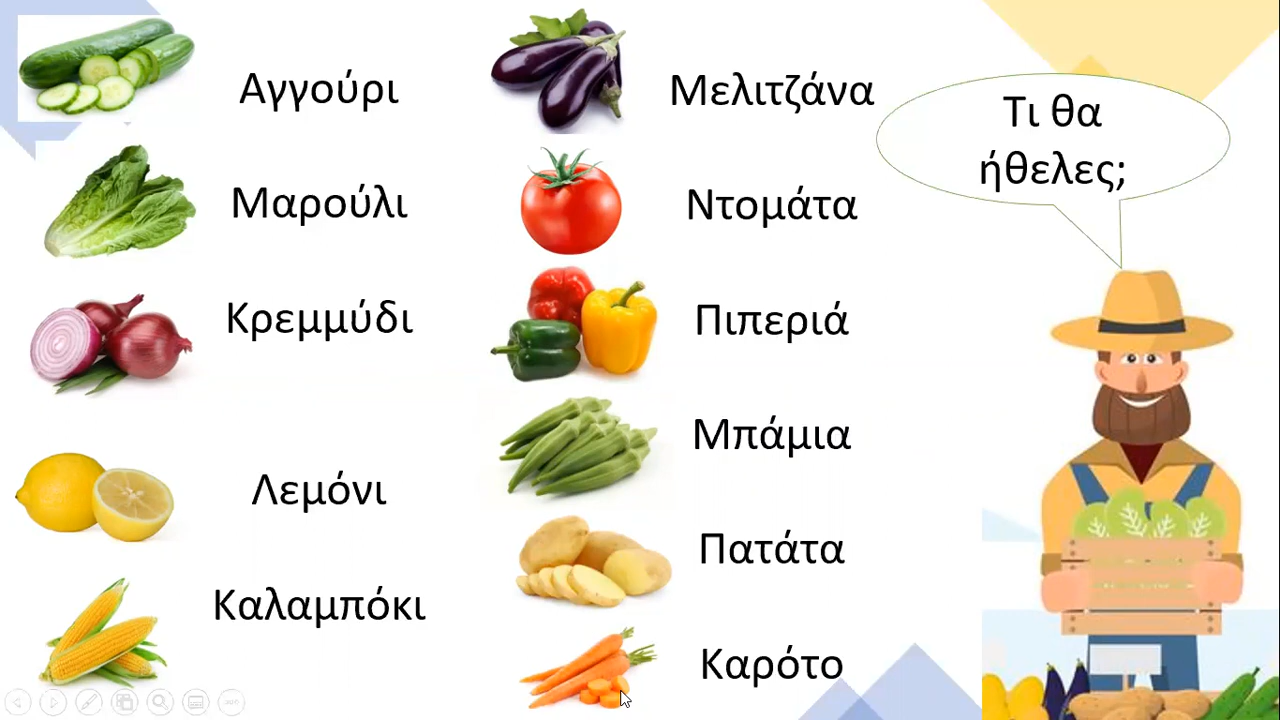 Αγγούρι
Μαρούλι
Κρεμμύδι
Λεμόνι
Καλαμπόκι
Μελιτζάνα
Ντομάτα
Πιπεριά
Μπάμια
Πατάτα
Καρότο
Τι θα
ήθελες;